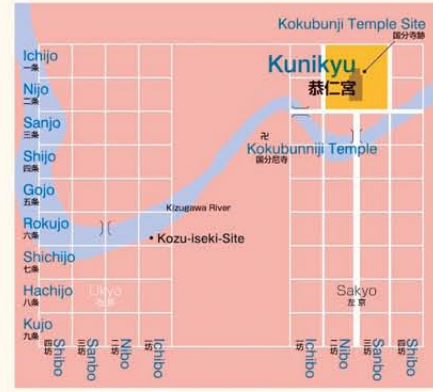 Kokubunji Temple Site
国分寺跡
Kunikyu
恭仁宮
Ichijo
一条
Nijo
二条
Sanjo
三条
Shijo
四条
Gojo
五条
Rokujo
六条
Shichijo
七条
Hachijo
八条
Kujo
九条
卍
Kokubunniji Temple
国分尼寺
Kizugawa River
Kozu-iseki-Site
Ukyo
右京
Sakyo
左京
四坊
Shibo
三坊
Sanbo
二坊
Nibo
一坊
Ichibo
一坊
Ichibo
二坊
Nibo
三坊
Sanbo
四坊
Shibo